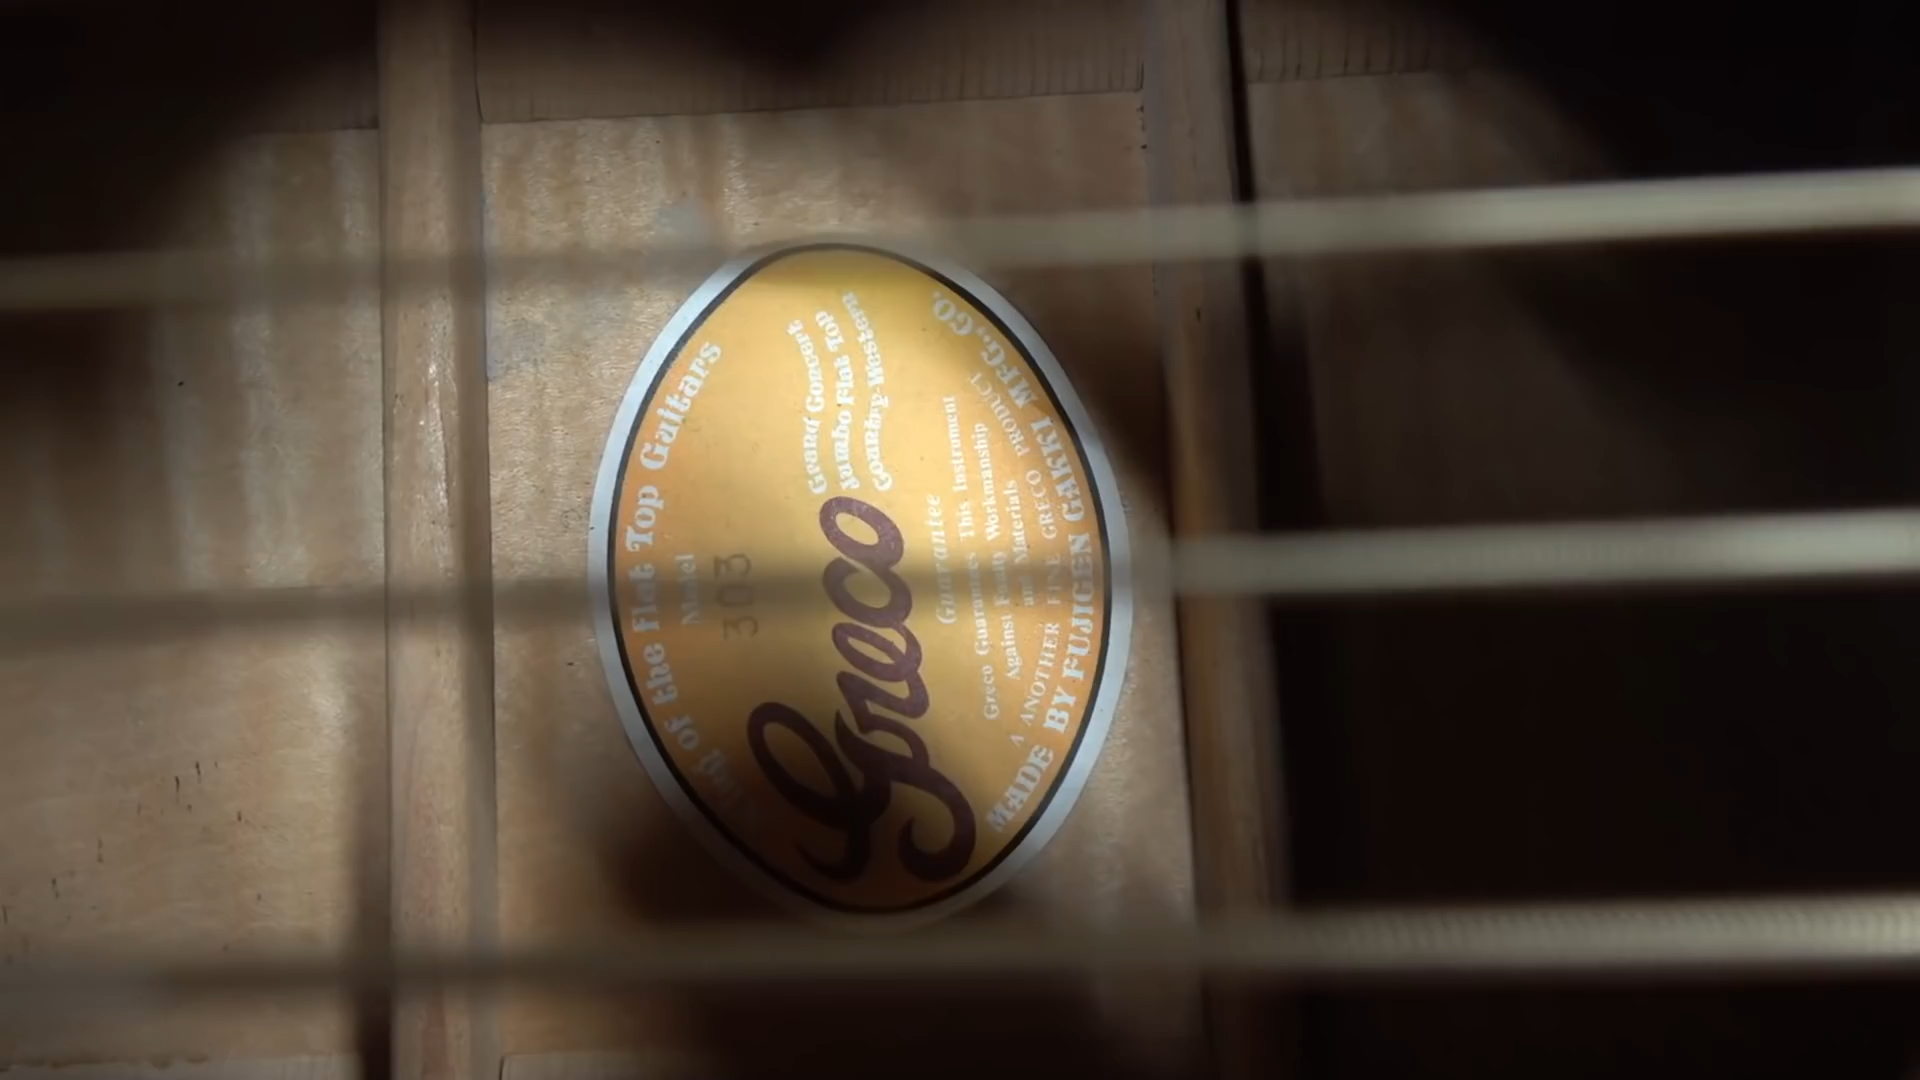 King of the Flat Top Guitars
Model
303
Greco
Grand Concert
Jumbo Flat Top
Country-Western
Guarantee
Greco Guarantees This Instrument
Against Faulty Workmanship
and Materials
A ANOTHER FINE GRECO PRODUCT
MADE BY FUJIGEN GAKKI MFG., CO.